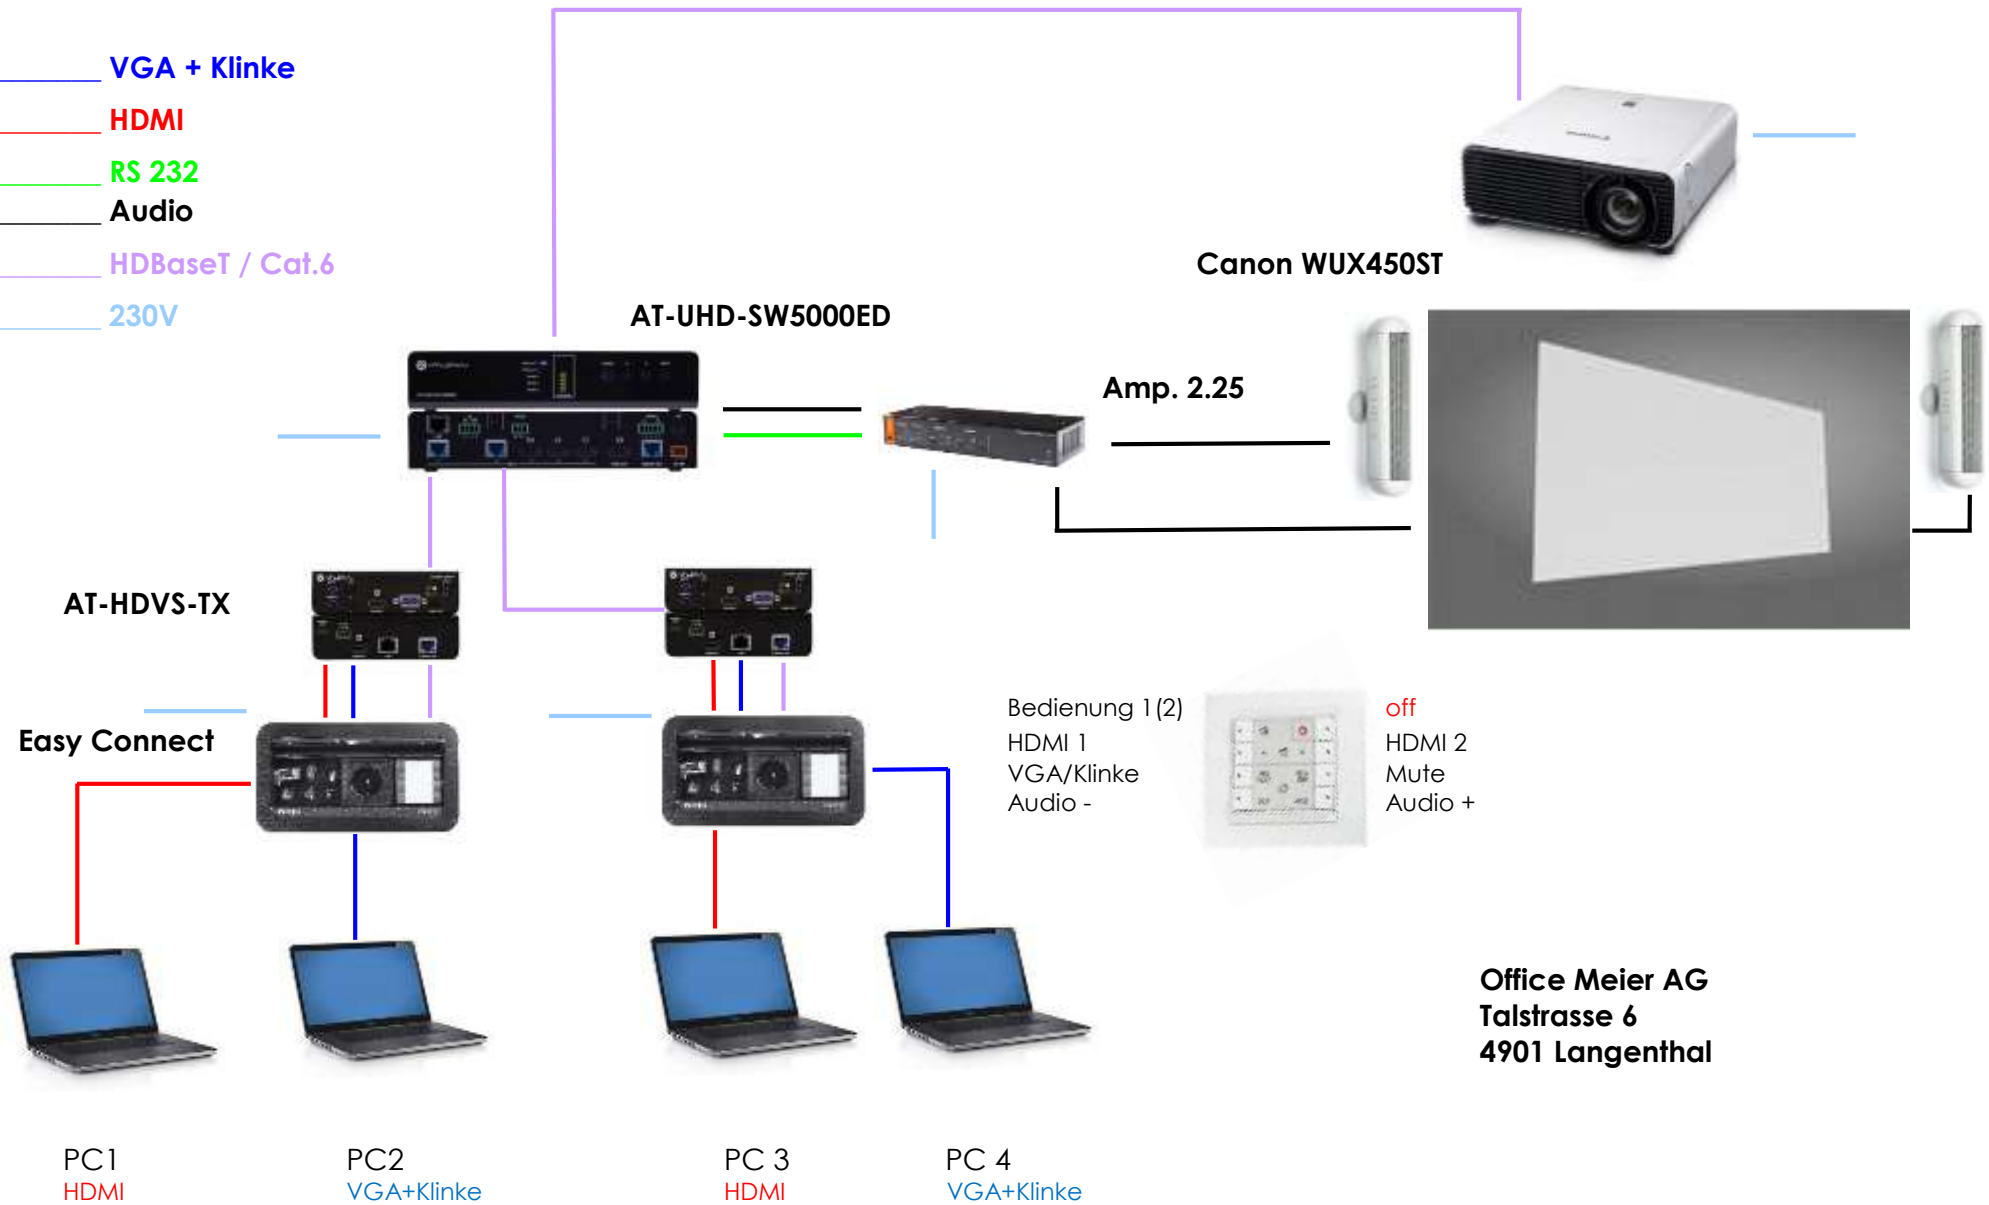 VGA + Klinke
HDMI
RS 232
Audio
HDBaseT / Cat.6
230V
Canon WUX450ST
AT-UHD-SW5000ED
Amp. 2.25
AT-HDVS-TX
Easy Connect
Bedienung 1(2)
HDMI 1
VGA/Klinke
Audio -
off
HDMI 2
Mute
Audio +
Office Meier AG
Talstrasse 6
4901 Langenthal
PC1
HDMI
PC2
VGA+Klinke
PC 3
HDMI
PC 4
VGA+Klinke